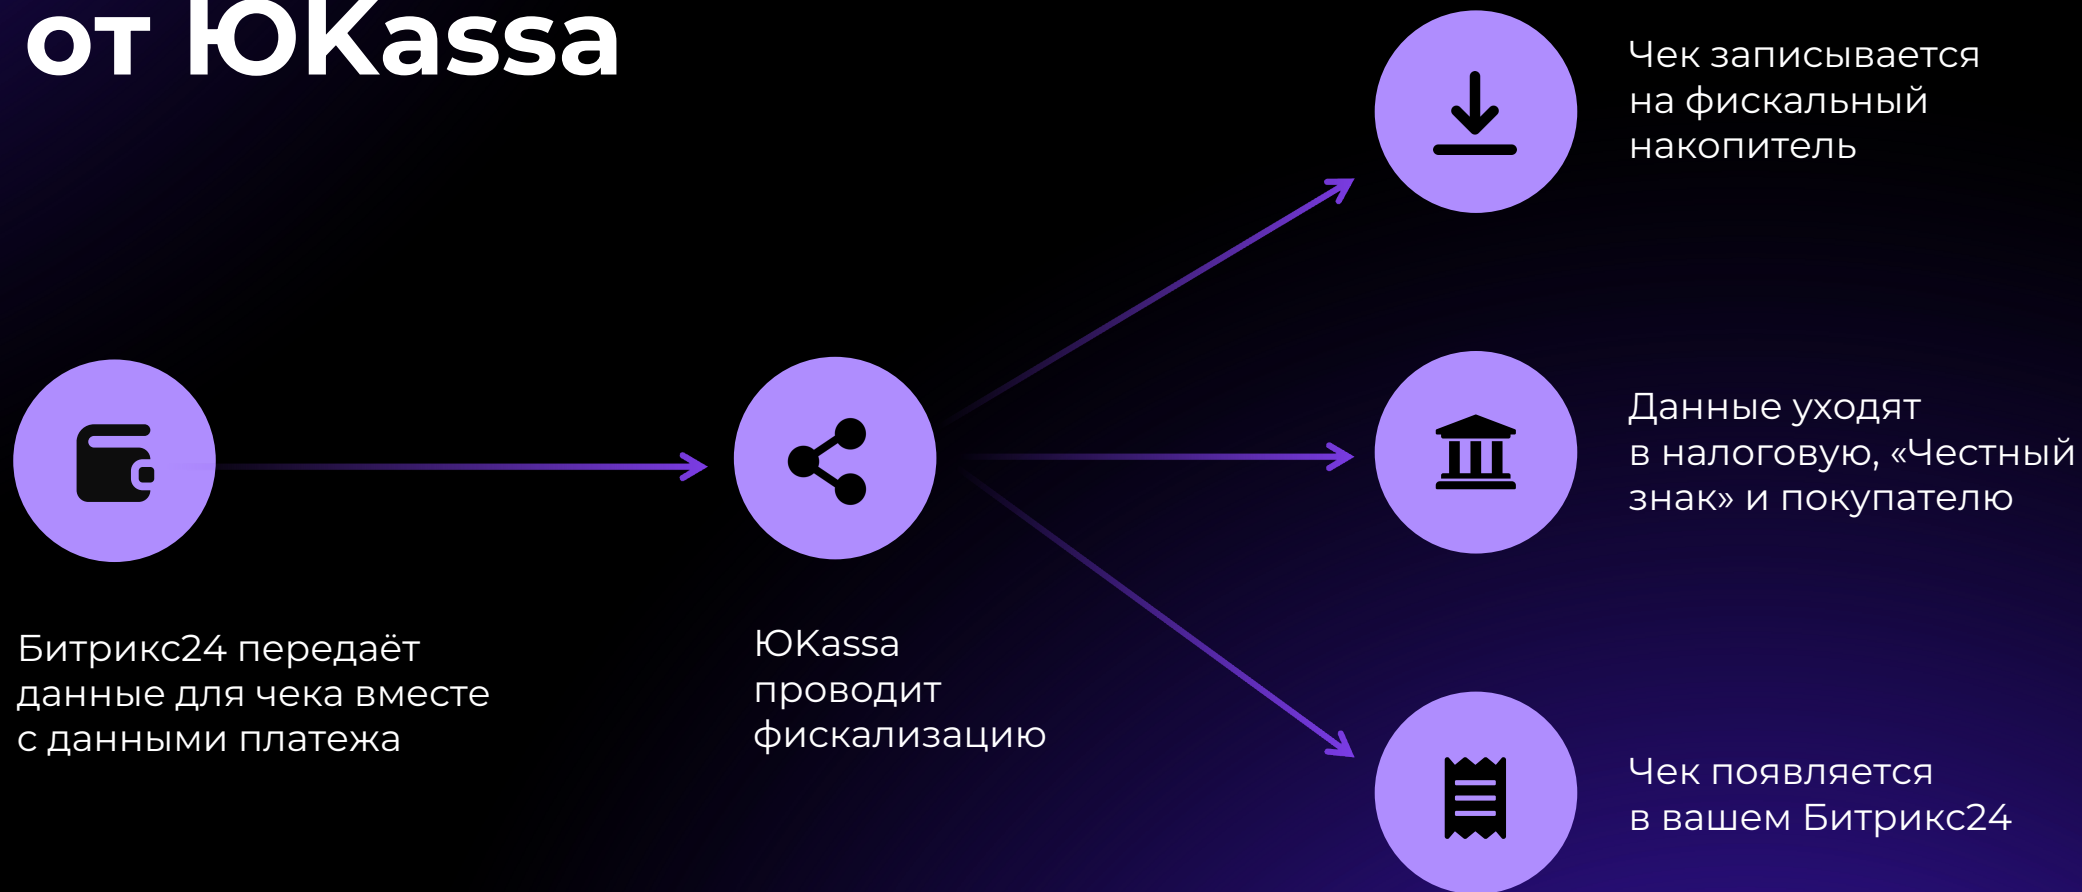 от ЮKassa
Битрикс24 передаёт
данные для чека вместе
с данными платежа
ЮKassa
проводит
фискализацию
Чек записывается
на фискальный
накопитель
Данные уходят
в налоговую, «Честный
знак» и покупателю
Чек появляется
в вашем Битрикс24